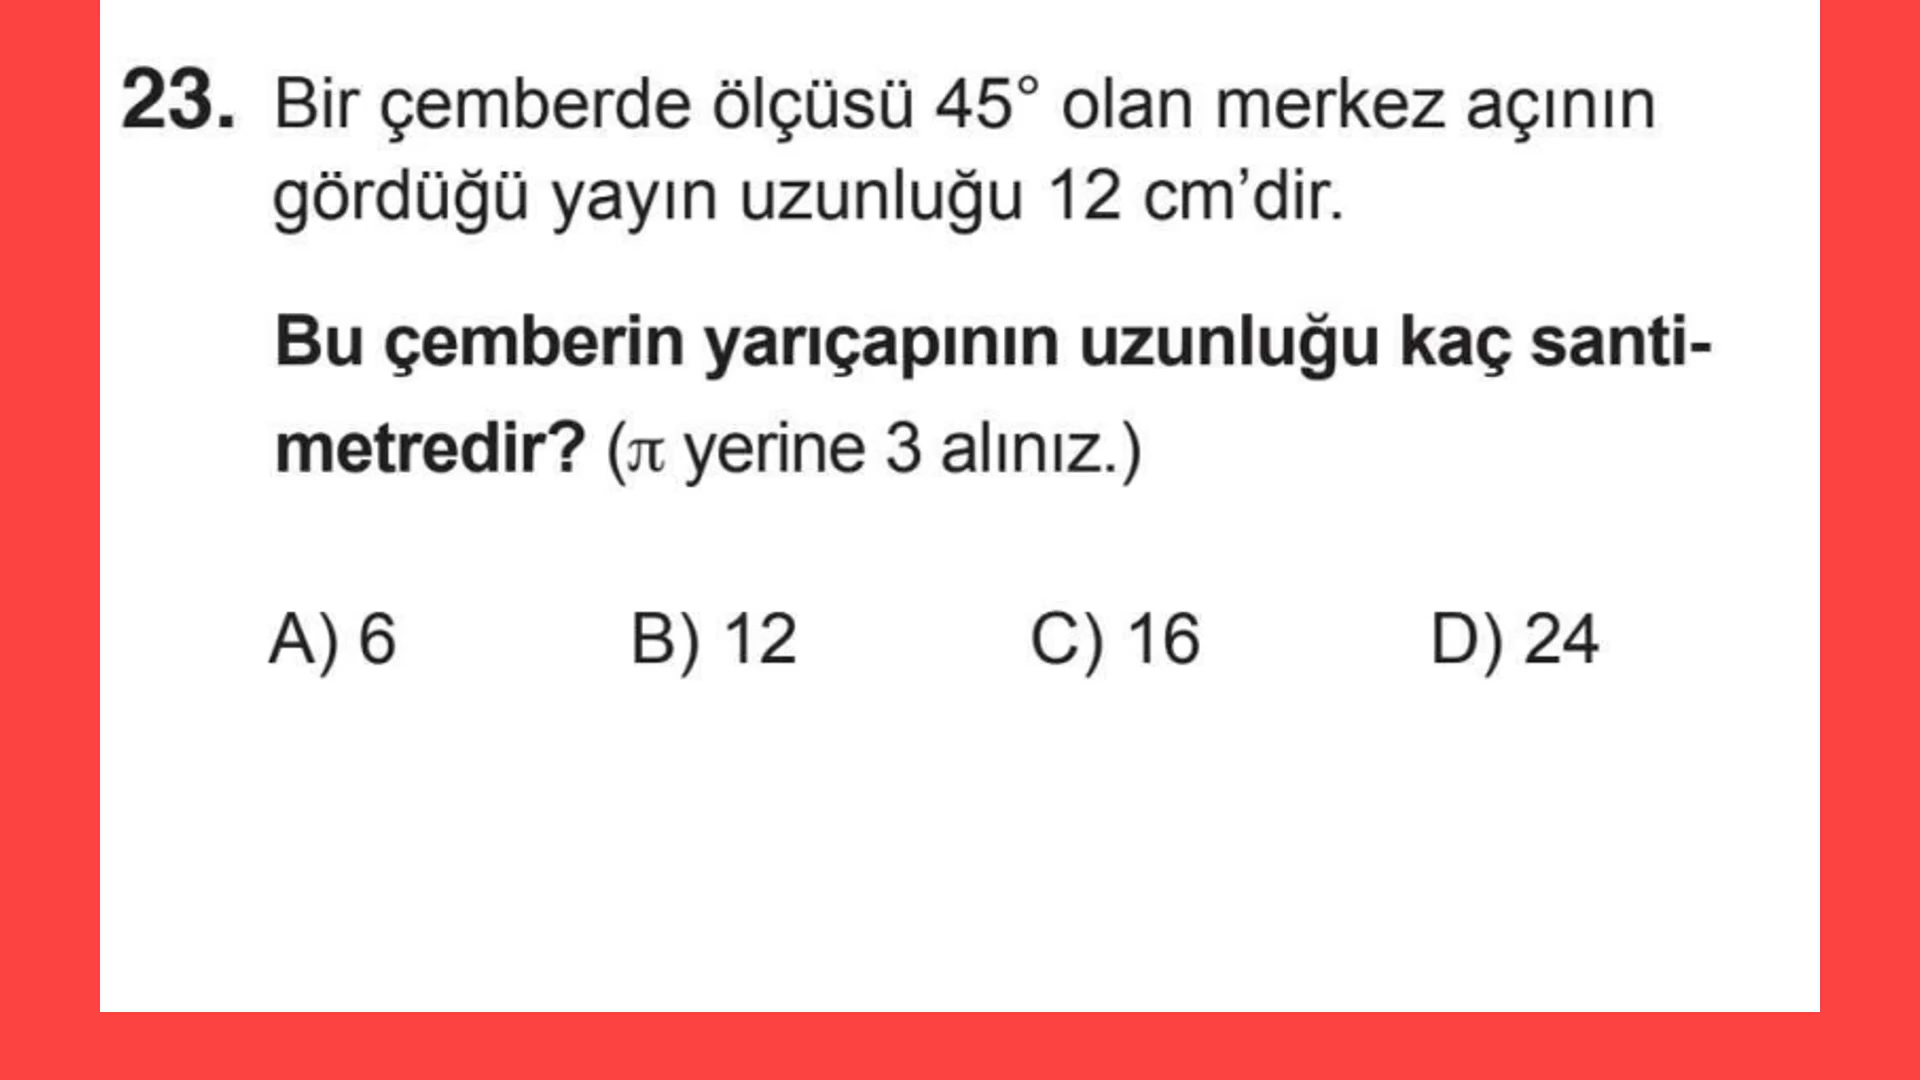 23. Bir çemberde ölçüsü 45° olan merkez açının
gördüğü yayın uzunluğu 12 cm’dir.
Bu çemberin yarıçapının uzunluğu kaç santi-
metredir? (π yerine 3 alınız.)
A) 6 B) 12 C) 16 D) 24